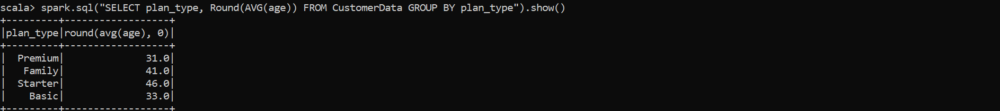 scala> spark.sql("SELECT plan_type, Round(AVG(age)) FROM CustomerData GROUP BY plan_type").show()
+---------+------------------+
|plan_type|round(avg(age), 0)|
+---------+------------------+
|  Premium|              31.0|
|   Family|              41.0|
|  Starter|              46.0|
|    Basic|              33.0|
+---------+------------------+